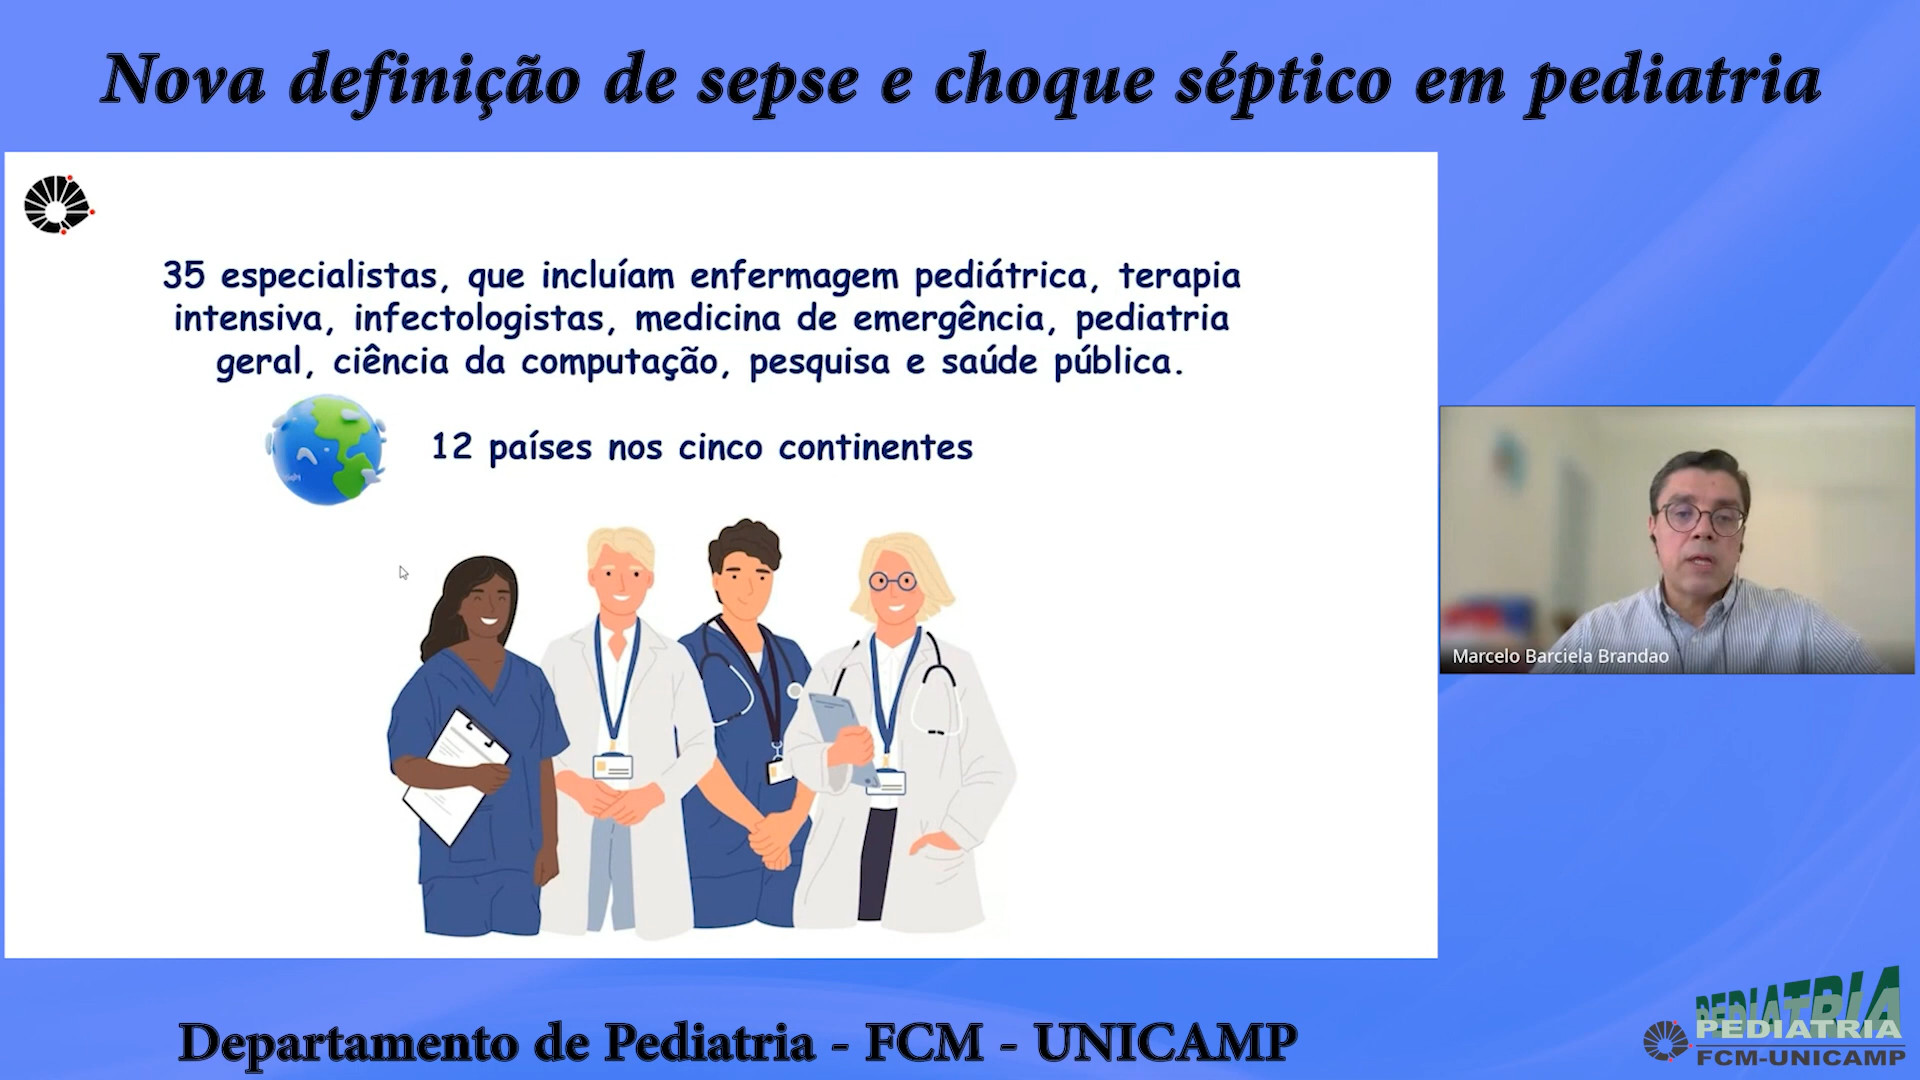 Nova definição de sepse e choque séptico em pediatria
35 especialistas, que incluíam enfermagem pediátrica, terapia
intensiva, infectologistas, medicina de emergência, pediatria
geral, ciência da computação, pesquisa e saúde pública.
12 países nos cinco continentes
Marcelo Barciela Brandao
Departamento de Pediatria - FCM - UNICAMP
PEDIATRIA
PEDIATRIA
FCM-UNICAMP